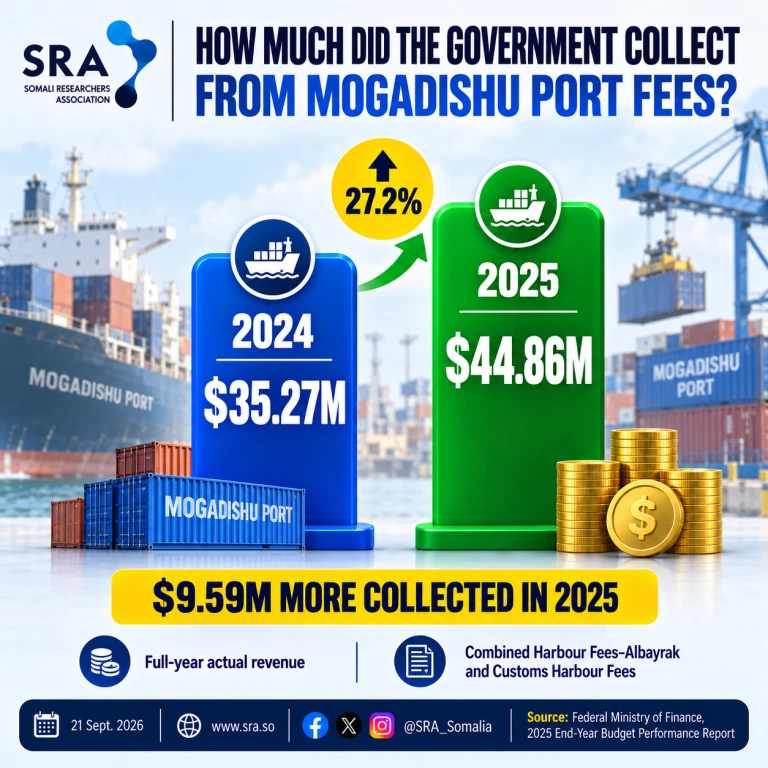 SRA
SOMALI RESEARCHERS
ASSOCIATION
HOW MUCH DID THE GOVERNMENT COLLECT
FROM MOGADISHU PORT FEES?
27.2%
2024
$35.27M
2025
$44.86M
MOGADISHU PORT
MOGADISHU
PORT
MOGADISHU PORT
$
$9.59M MORE COLLECTED IN 2025
Full-year actual revenue
Combined Harbour Fees–Albayrak
and Customs Harbour Fees
21 Sept. 2026
www.sra.so
@SRA_Somalia
Source: Federal Ministry of Finance,
2025 End-Year Budget Performance Report